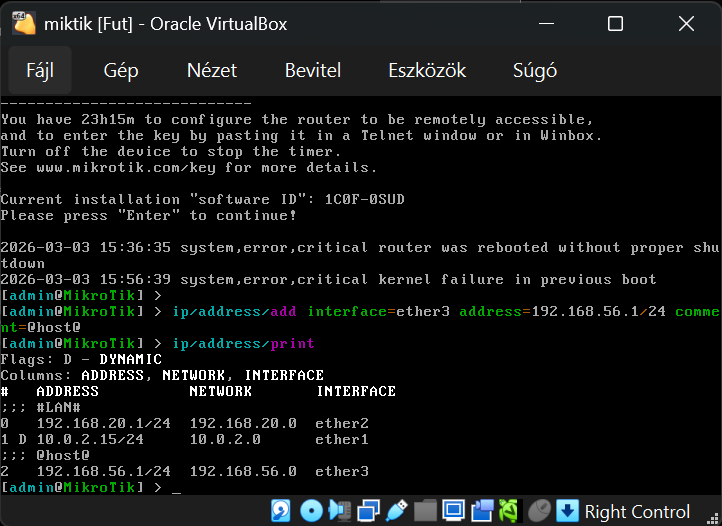 miktik [Fut] - Oracle VirtualBox
Fájl Gép Nézet Bevitel Eszközök Súgó
----------------------------
You have 23h15m to configure the router to be remotely accessible,
and to enter the key by pasting it in a Telnet window or in Winbox.
Turn off the device to stop the timer.
See www.mikrotik.com/key for more details.
Current installation "software ID": 1C0F-0SUD
Please press "Enter" to continue!
2026-03-03 15:36:35 system,error,critical router was rebooted without proper shu
tdown
2026-03-03 15:56:39 system,error,critical kernel failure in previous boot
[admin@MikroTik] >
[admin@MikroTik] > ip/address/add interface=ether3 address=192.168.56.1/24 comme
nt=@host@
[admin@MikroTik] > ip/address/print
Flags: D - DYNAMIC
Columns: ADDRESS, NETWORK, INTERFACE
#   ADDRESS          NETWORK       INTERFACE
;;; #LAN#
0   192.168.20.1/24  192.168.20.0  ether2
1 D 10.0.2.15/24     10.0.2.0      ether1
;;; @host@
2   192.168.56.1/24  192.168.56.0  ether3
[admin@MikroTik] > _
Right Control